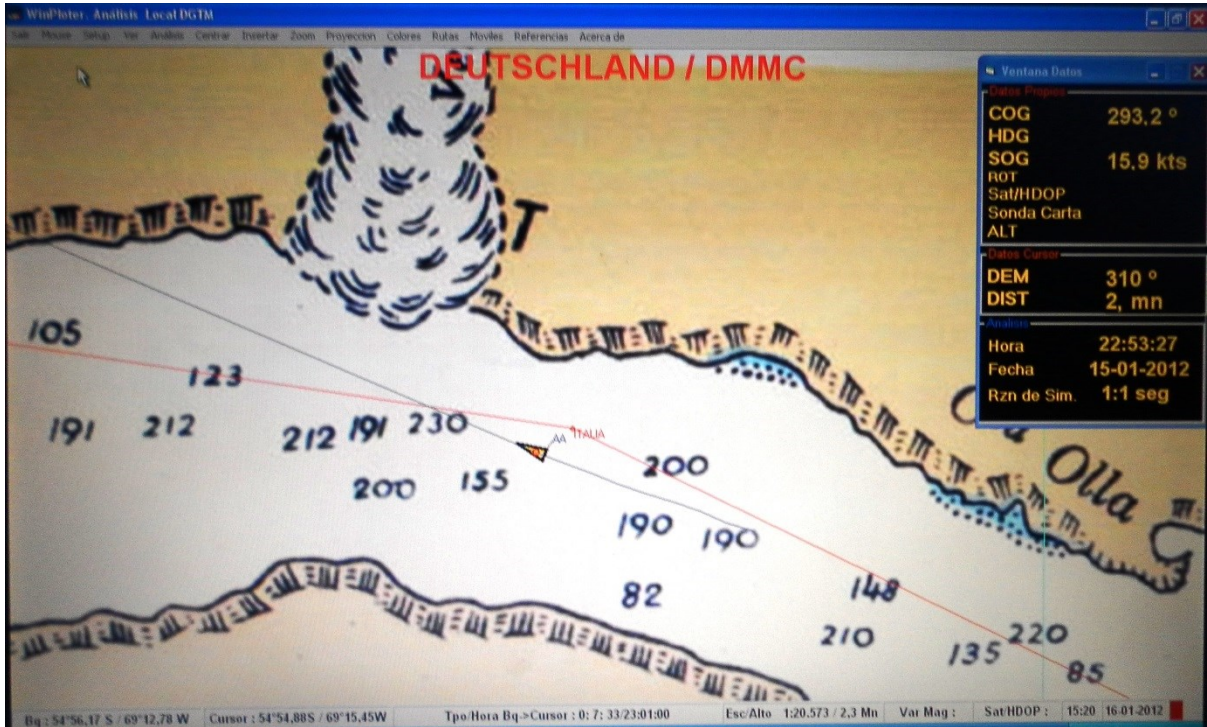 WinPloter. Análisis Local DGTM
Sale Mouse Setup Ver Análisis Centrar Insertar Zoom Proyeccion Colores Rutas Moviles Referencias Acerca de
DEUTSCHLAND / DMMC
Ventana Datos
Datos Propios
COG 293,2 º
HDG
SOG 15,9 kts
ROT
Sat/HDOP
Sonda Carta
ALT
Datos Cursor
DEM 310 º
DIST 2, mn
Analisis
Hora 22:53:27
Fecha 15-01-2012
Rzn de Sim. 1:1 seg
T
105
123
191 212 212 191 230
AA ITALIA
200 155 200
Olla
190 190
82 148
210 135 220 85
Bq : 54°56,17 S / 69°12,78 W Cursor : 54°54,88S / 69°15,45W Tpo/Hora Bq->Cursor : 0; 7; 33/23:01:00 Esc/Alto 1:20.573 / 2,3 Mn Var Mag : Sat/HDOP : 15:20 16-01-2012